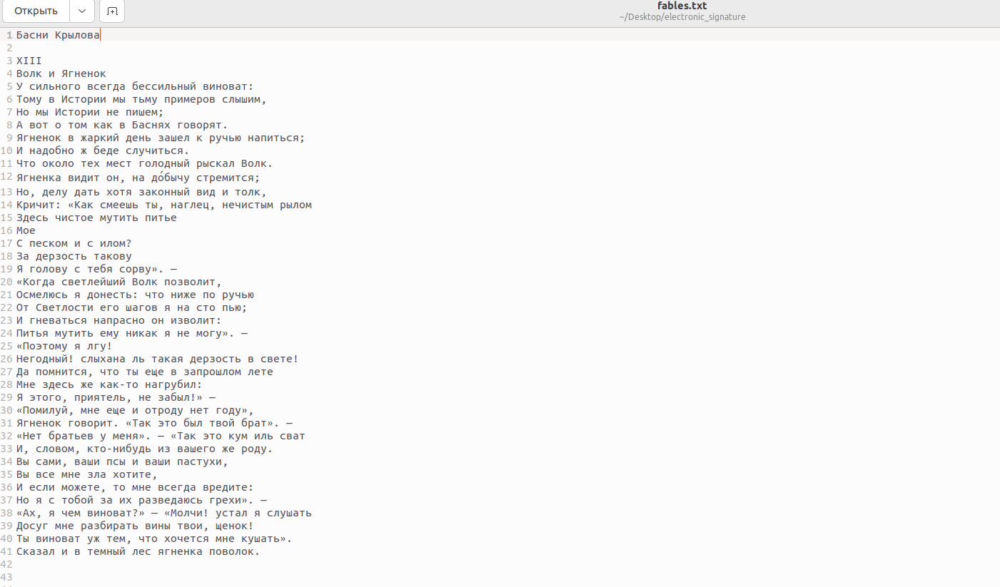 Открыть
fables.txt
~/Desktop/electronic_signature
1 Басни Крылова
2
3 XIII
4 Волк и Ягненок
5 У сильного всегда бессильный виноват:
6 Тому в Истории мы тьму примеров слышим,
7 Но мы Истории не пишем;
8 А вот о том как в Баснях говорят.
9 Ягненок в жаркий день зашел к ручью напиться;
10 И надобно ж беде случиться.
11 Что около тех мест голодный рыскал Волк.
12 Ягненка видит он, на до́бычу стремится;
13 Но, делу дать хотя законный вид и толк,
14 Кричит: «Как смеешь ты, наглец, нечистым рылом
15 Здесь чистое мутить питье
16 Мое
17 С песком и с илом?
18 За дерзость такову
19 Я голову с тебя сорву». —
20 «Когда светлейший Волк позволит,
21 Осмелюсь я донесть: что ниже по ручью
22 От Светлости его шагов я на сто пью;
23 И гневаться напрасно он изволит:
24 Питья мутить ему никак я не могу». —
25 «Поэтому я лгу!
26 Негодный! слыхана ль такая дерзость в свете!
27 Да помнится, что ты еще в запрошлом лете
28 Мне здесь же как-то нагрубил:
29 Я этого, приятель, не забыл!» —
30 «Помилуй, мне еще и отроду нет году»,
31 Ягненок говорит. «Так это был твой брат». —
32 «Нет братьев у меня». — «Так это кум иль сват
33 И, словом, кто-нибудь из вашего же роду.
34 Вы сами, ваши псы и ваши пастухи,
35 Вы все мне зла хотите,
36 И если можете, то мне всегда вредите:
37 Но я с тобой за их разведаюсь грехи». —
38 «Ах, я чем виноват?» — «Молчи! устал я слушать
39 Досуг мне разбирать вины твои, щенок!
40 Ты виноват уж тем, что хочется мне кушать».
41 Сказал и в темный лес ягненка поволок.
42
43